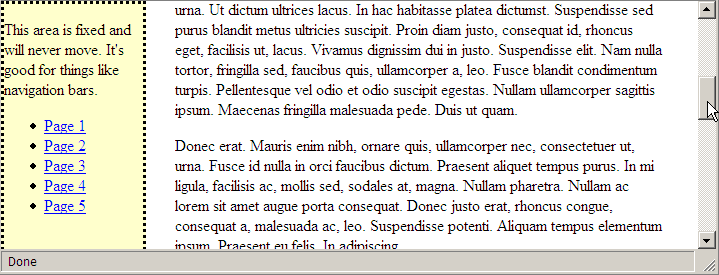 This area is fixed and
will never move. It's
good for things like
navigation bars.
Page 1
Page 2
Page 3
Page 4
Page 5
urna. Ut dictum ultrices lacus. In hac habitasse platea dictumst. Suspendisse sed
purus blandit metus ultricies suscipit. Proin diam justo, consequat id, rhoncus
eget, facilisis ut, lacus. Vivamus dignissim dui in justo. Suspendisse elit. Nam nulla
tortor, fringilla sed, faucibus quis, ullamcorper a, leo. Fusce blandit condimentum
turpis. Pellentesque vel odio et odio suscipit egestas. Nullam ullamcorper sagittis
ipsum. Maecenas fringilla malesuada pede. Duis ut quam.
Donec erat. Mauris enim nibh, ornare quis, ullamcorper nec, consectetuer ut,
urna. Fusce id nulla in orci faucibus dictum. Praesent aliquet tempus purus. In mi
ligula, facilisis ac, mollis sed, sodales at, magna. Nullam pharetra. Nullam ac
lorem sit amet augue porta consequat. Donec justo erat, rhoncus congue,
consequat a, malesuada ac, leo. Suspendisse potenti. Aliquam tempus elementum
ipsum. Praesent eu felis. In adipiscing
Done